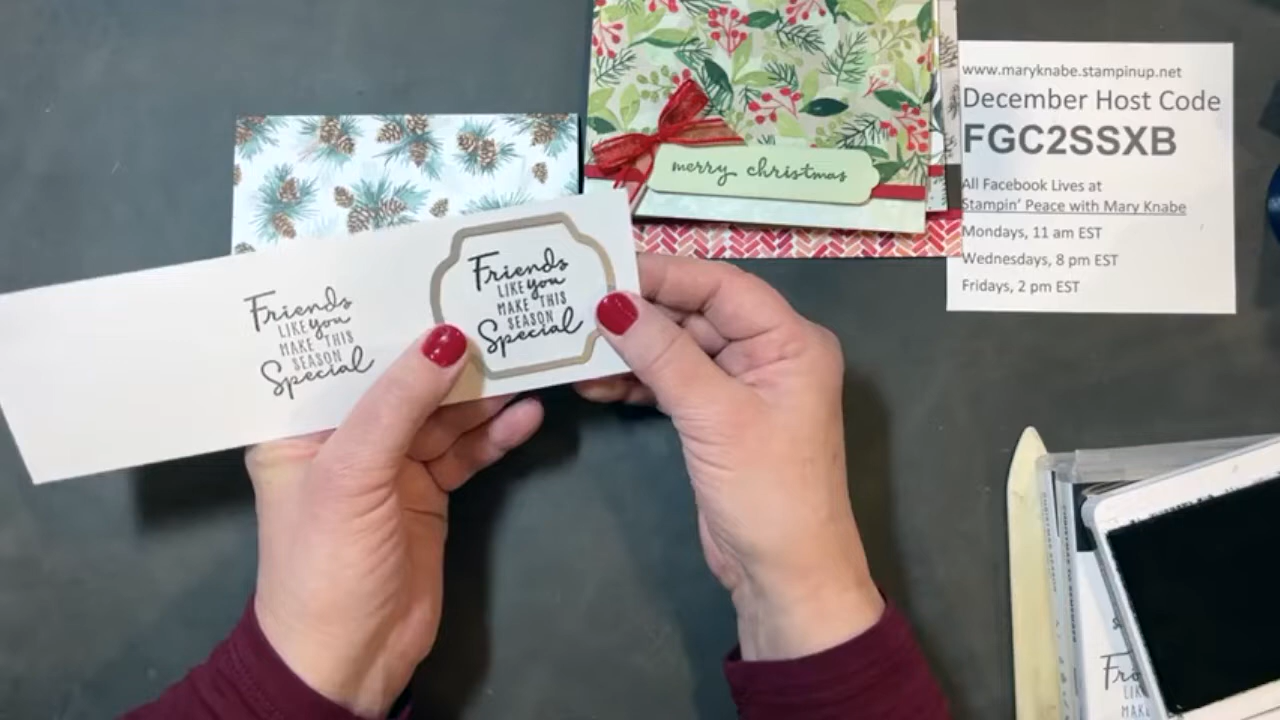 www.maryknabe.stampinup.net
December Host Code
FGC2SSXB
All Facebook Lives at
Stampin' Peace with Mary Knabe
Mondays, 11 am EST
Wednesdays, 8 pm EST
Fridays, 2 pm EST
merry christmas
Friends
LIKE you
MAKE THIS
SEASON
Special
Friends
LIKE you
MAKE THIS
SEASON
Special